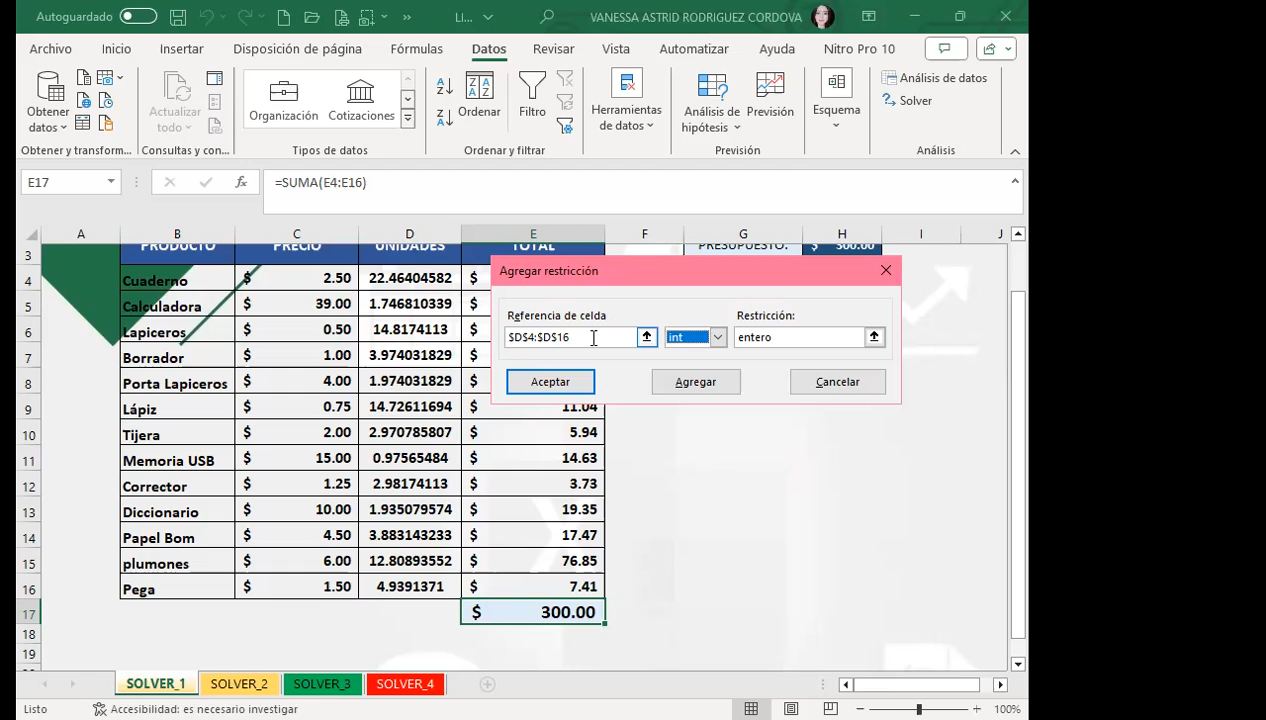 Autoguardado LI... VANESSA ASTRID RODRIGUEZ CORDOVA
Archivo Inicio Insertar Disposición de página Fórmulas Datos Revisar Vista Automatizar Ayuda Nitro Pro 10
Obtener datos
Actualizar todo
Organización Cotizaciones
Ordenar
Filtro
Herramientas de datos
Análisis de hipótesis
Previsión
Esquema
Análisis de datos
Solver
Obtener y transform... Consultas y con... Tipos de datos Ordenar y filtrar Previsión Análisis
E17 fx =SUMA(E4:E16)
A B C D E F G H I J
3 PRODUCTO PRECIO UNIDADES TOTAL PRESUPUESTO: $ 300.00
4 Cuaderno $ 2.50 22.46404582 $
5 Calculadora $ 39.00 1.746810339 $
6 Lapiceros $ 0.50 14.8174113 $
7 Borrador $ 1.00 3.974031829 $
8 Porta Lapiceros $ 4.00 1.974031829 $
9 Lápiz $ 0.75 14.72611694 $ 11.04
10 Tijera $ 2.00 2.970785807 $ 5.94
11 Memoria USB $ 15.00 0.97565484 $ 14.63
12 Corrector $ 1.25 2.98174113 $ 3.73
13 Diccionario $ 10.00 1.935079574 $ 19.35
14 Papel Bom $ 4.50 3.883143233 $ 17.47
15 plumones $ 6.00 12.80893552 $ 76.85
16 Pega $ 1.50 4.9391371 $ 7.41
17 $ 300.00
18
19
Agregar restricción
Referencia de celda Restricción:
$D$4:$D$16 int entero
Aceptar Agregar Cancelar
SOLVER_1 SOLVER_2 SOLVER_3 SOLVER_4
Listo Accesibilidad: es necesario investigar 100%